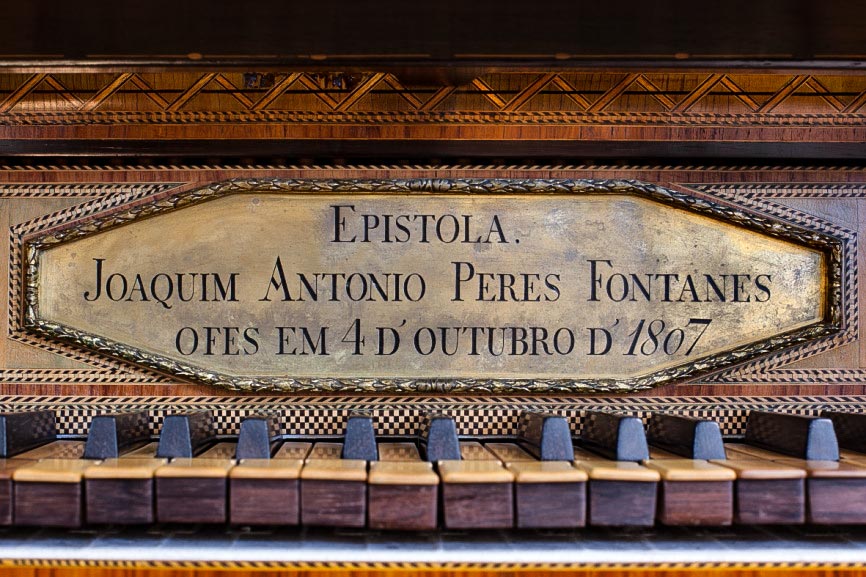 EPISTOLA.
JOAQUIM ANTONIO PERES FONTANES
OFES EM 4 D' OUTUBRO D' 1807